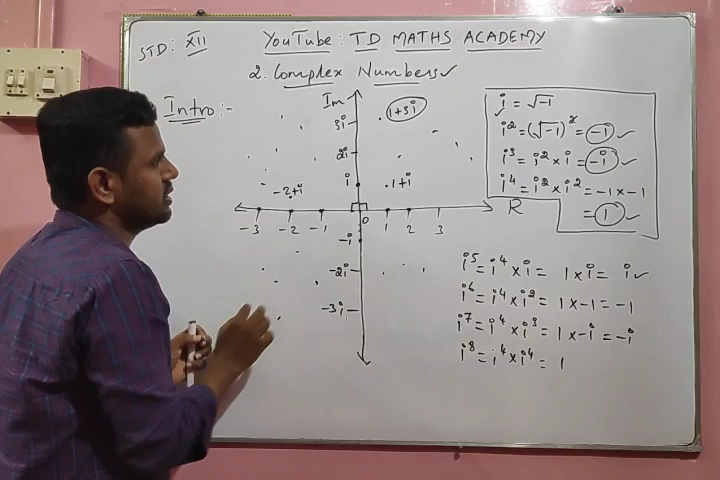 STD: XII
YouTube: TD MATHS ACADEMY
2. Complex Numbers✓
Intro:-
Im
3i
1+3i
2i
i
-2+i
1+i
-3 -2 -1 0 1 2 3
R
-i
-2i
-3i
i = √-1
i² = (√-1)² = -1 ✓
i³ = i² × i = -i ✓
i⁴ = i² × i² = -1 × -1
= 1 ✓
i⁵ = i⁴ × i = 1 × i = i ✓
i⁶ = i⁴ × i² = 1 × -1 = -1
i⁷ = i⁴ × i³ = 1 × -i = -i
i⁸ = i⁴ × i⁴ = 1